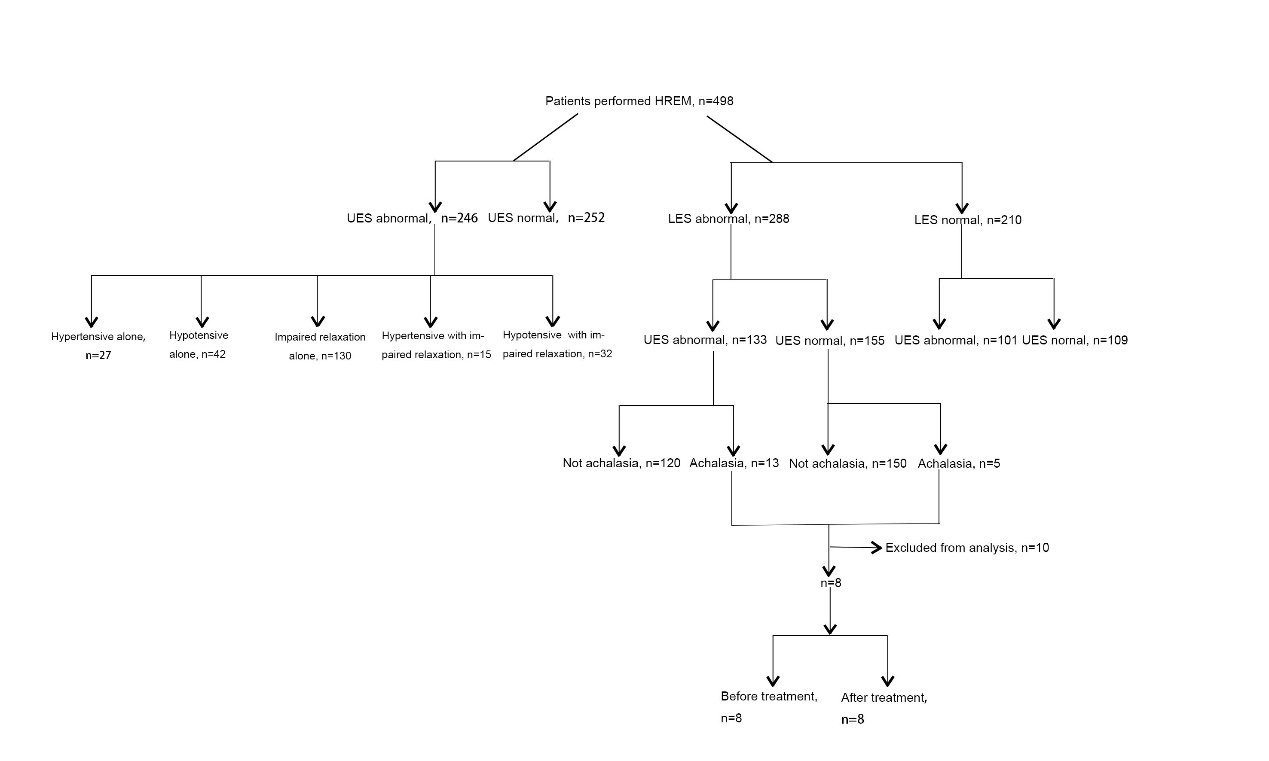 Patients performed HREM, n=498
UES abnormal, n=246
UES normal, n=252
LES abnormal, n=288
LES normal, n=210
Hypertensive alone,
n=27
Hypotensive
alone, n=42
Impaired relaxation
alone, n=130
Hypertensive with im-
paired relaxation, n=15
Hypotensive with im-
paired relaxation, n=32
UES abnormal, n=133
UES normal, n=155
UES abnormal, n=101
UES nornal, n=109
Not achalasia, n=120
Achalasia, n=13
Not achalasia, n=150
Achalasia, n=5
Excluded from analysis, n=10
n=8
Before treatment,
n=8
After treatment,
n=8